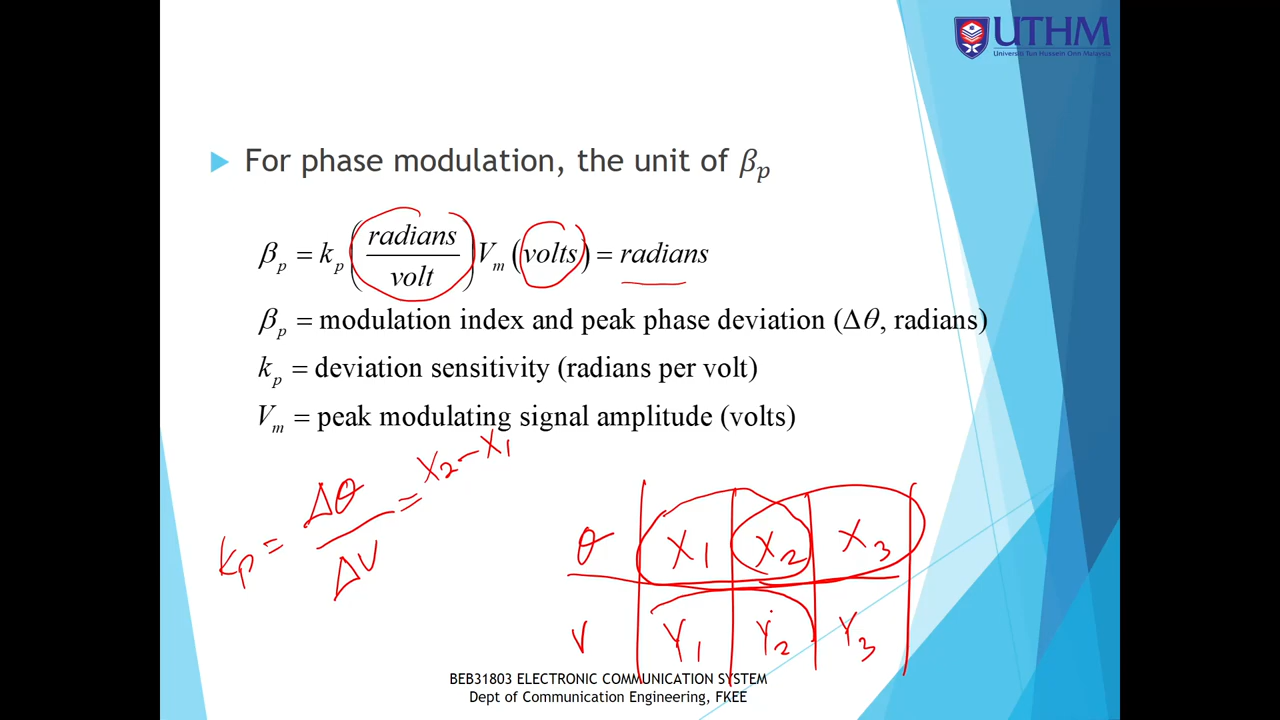 UTHM
Universiti Tun Hussein Onn Malaysia
For phase modulation, the unit of βp
βp = kp (radians/volt) Vm (volts) = radians
βp = modulation index and peak phase deviation (Δθ, radians)
kp = deviation sensitivity (radians per volt)
Vm = peak modulating signal amplitude (volts)
kp = Δθ/ΔV = X2 - X1
θ X1 X2 X3
V Y1 Y2 Y3
BEB31803 ELECTRONIC COMMUNICATION SYSTEM
Dept of Communication Engineering, FKEE